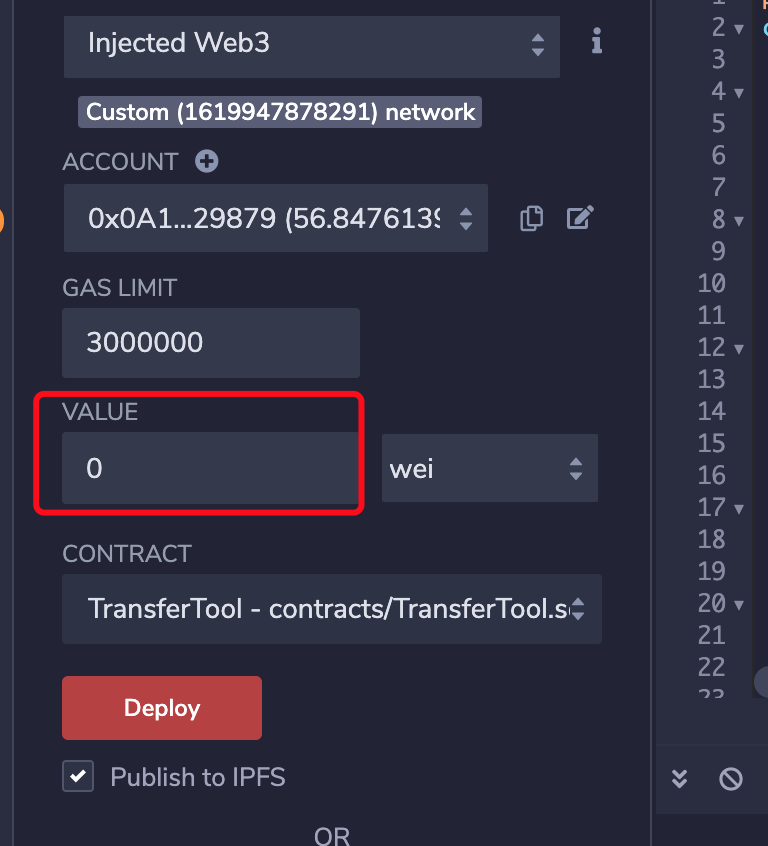 Injected Web3
Custom (1619947878291) network
ACCOUNT
0x0A1...29879 (56.8476139
GAS LIMIT
3000000
VALUE
0
wei
CONTRACT
TransferTool - contracts/TransferTool.s
Deploy
Publish to IPFS
OR
2
3
4
5
6
7
8
9
10
11
12
13
14
15
16
17
18
19
20
21
22
23